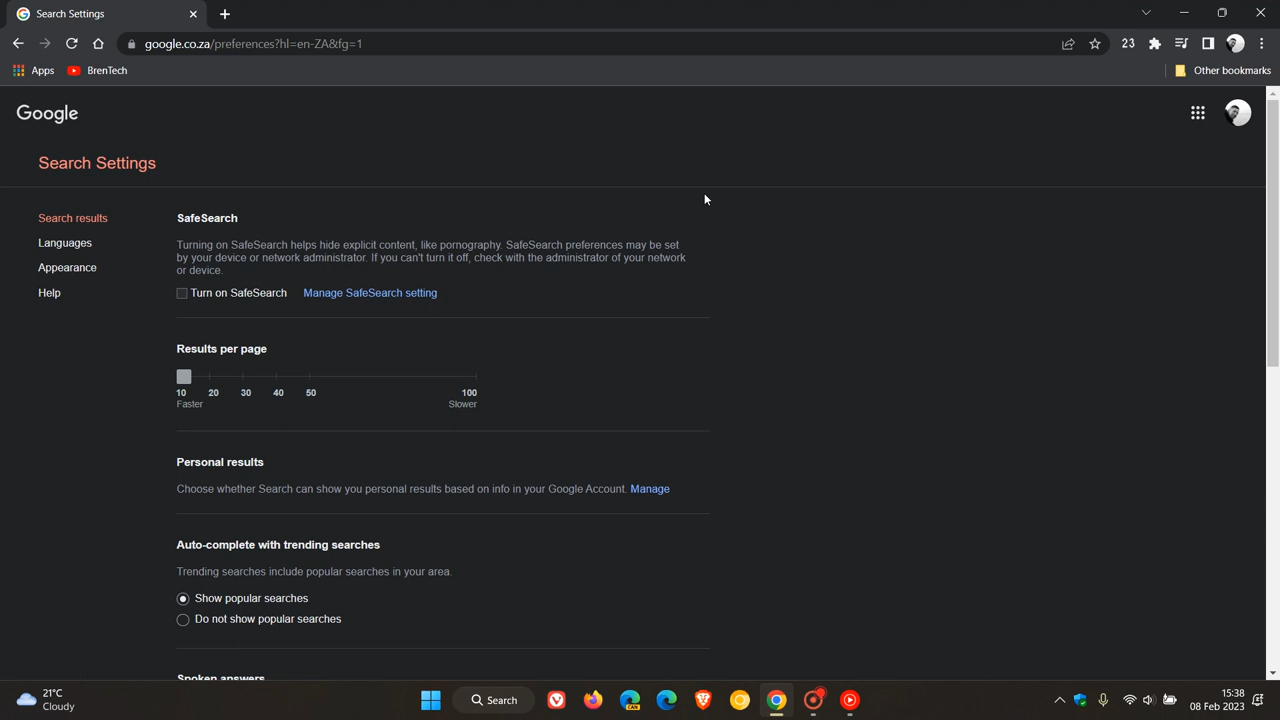 Search Settings
google.co.za/preferences?hl=en-ZA&fg=1
23
Apps
BrenTech
Other bookmarks
Google
Search Settings
Search results
Languages
Appearance
Help
SafeSearch
Turning on SafeSearch helps hide explicit content, like pornography. SafeSearch preferences may be set
by your device or network administrator. If you can't turn it off, check with the administrator of your network
or device.
Turn on SafeSearch Manage SafeSearch setting
Results per page
10 20 30 40 50 100
Faster Slower
Personal results
Choose whether Search can show you personal results based on info in your Google Account. Manage
Auto-complete with trending searches
Trending searches include popular searches in your area.
Show popular searches
Do not show popular searches
Spoken answers
21°C
Cloudy
Search
CAN
15:38
08 Feb 2023